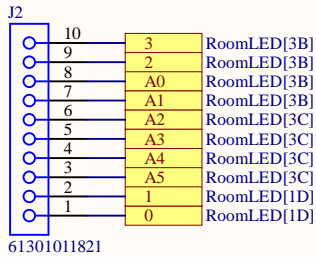 J2
10 3 RoomLED[3B]
9 2 RoomLED[3B]
8 A0 RoomLED[3B]
7 A1 RoomLED[3B]
6 A2 RoomLED[3C]
5 A3 RoomLED[3C]
4 A4 RoomLED[3C]
3 A5 RoomLED[3C]
2 1 RoomLED[1D]
1 0 RoomLED[1D]
61301011821